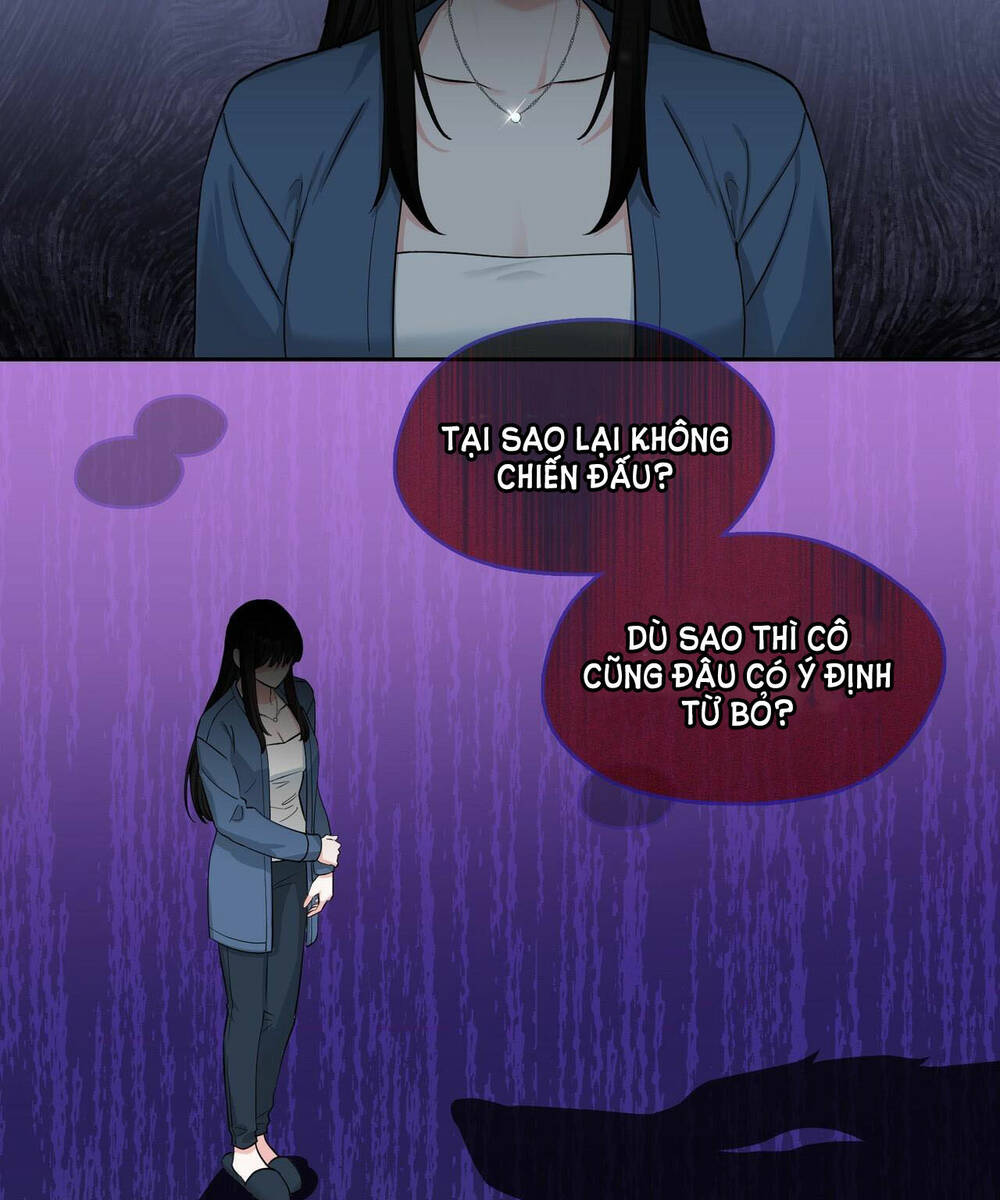 TẠI SAO LẠI KHÔNG
CHIẾN ĐẤU?
DÙ SAO THÌ CÔ
CŨNG ĐÂU CÓ Ý ĐỊNH
TỪ BỎ?